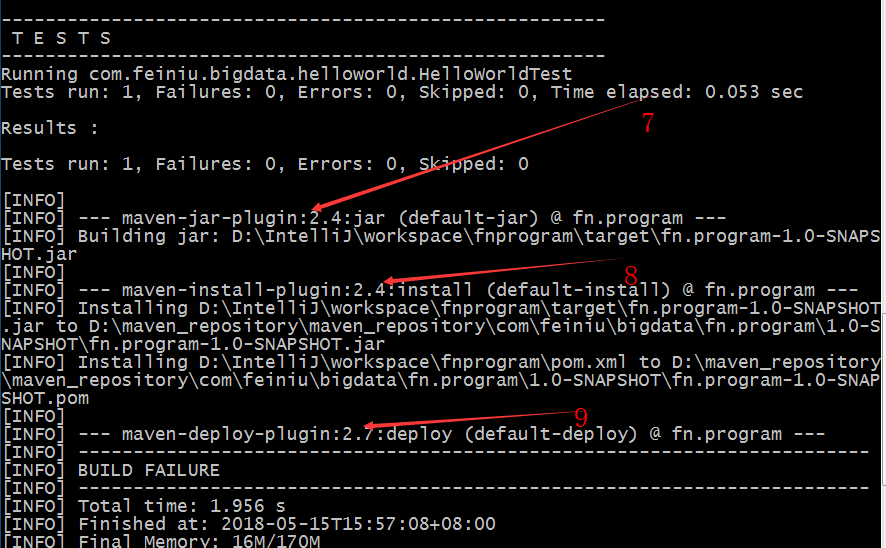 -------------------------------------------------------
T E S T S
-------------------------------------------------------
Running com.feiniu.bigdata.helloworld.HelloWorldTest
Tests run: 1, Failures: 0, Errors: 0, Skipped: 0, Time elapsed: 0.053 sec
7
Results :
Tests run: 1, Failures: 0, Errors: 0, Skipped: 0
[INFO]
[INFO] --- maven-jar-plugin:2.4:jar (default-jar) @ fn.program ---
[INFO] Building jar: D:\IntelliJ\workspace\fnprogram\target\fn.program-1.0-SNAPS
HOT.jar
[INFO]
8
[INFO] --- maven-install-plugin:2.4:install (default-install) @ fn.program ---
[INFO] Installing D:\IntelliJ\workspace\fnprogram\target\fn.program-1.0-SNAPSHOT
.jar to D:\maven_repository\maven_repository\com\feiniu\bigdata\fn.program\1.0-S
NAPSHOT\fn.program-1.0-SNAPSHOT.jar
[INFO] Installing D:\IntelliJ\workspace\fnprogram\pom.xml to D:\maven_repository
\maven_repository\com\feiniu\bigdata\fn.program\1.0-SNAPSHOT\fn.program-1.0-SNAP
SHOT.pom
[INFO]
9
[INFO] --- maven-deploy-plugin:2.7:deploy (default-deploy) @ fn.program ---
[INFO] ------------------------------------------------------------------------
[INFO] BUILD FAILURE
[INFO] ------------------------------------------------------------------------
[INFO] Total time: 1.956 s
[INFO] Finished at: 2018-05-15T15:57:08+08:00
[INFO] Final Memory: 16M/170M